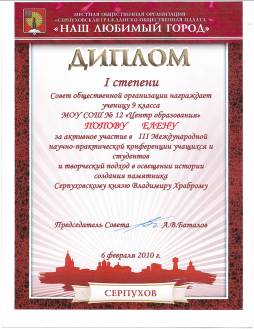 МЕСТНАЯ ОБЩЕСТВЕННАЯ ОРГАНИЗАЦИЯ
«СЕРПУХОВСКАЯ ГРАЖДАНСКО-ОБЩЕСТВЕННАЯ ПАЛАТА
«НАШ ЛЮБИМЫЙ ГОРОД»
ДИПЛОМ
I степени
Совет общественной организации награждает
ученицу 9 класса
МОУ СОШ № 12 «Центр образования»
ПОПОВУ ЕЛЕНУ
за активное участие в III Международной
научно-практической конференции учащихся и
студентов
и творческий подход в освещении истории
создания памятника
Серпуховскому князю Владимиру Храброму
Председатель Совета А.В.Баталов
6 февраля 2010 г.
СЕРПУХОВ